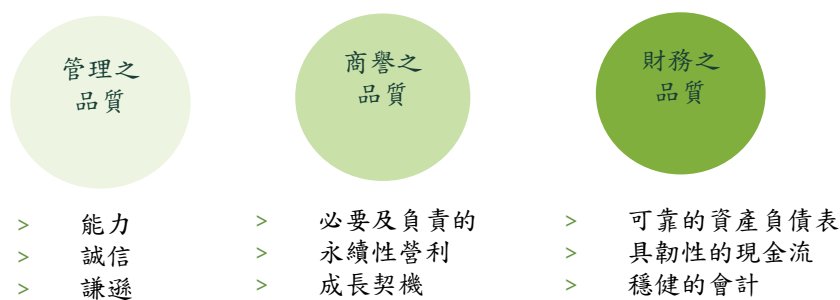 管理之
品質
商譽之
品質
財務之
品質
> 能力
> 誠信
> 謙遜
> 必要及負責的
> 永續性營利
> 成長契機
> 可靠的資產負債表
> 具韌性的現金流
> 穩健的會計